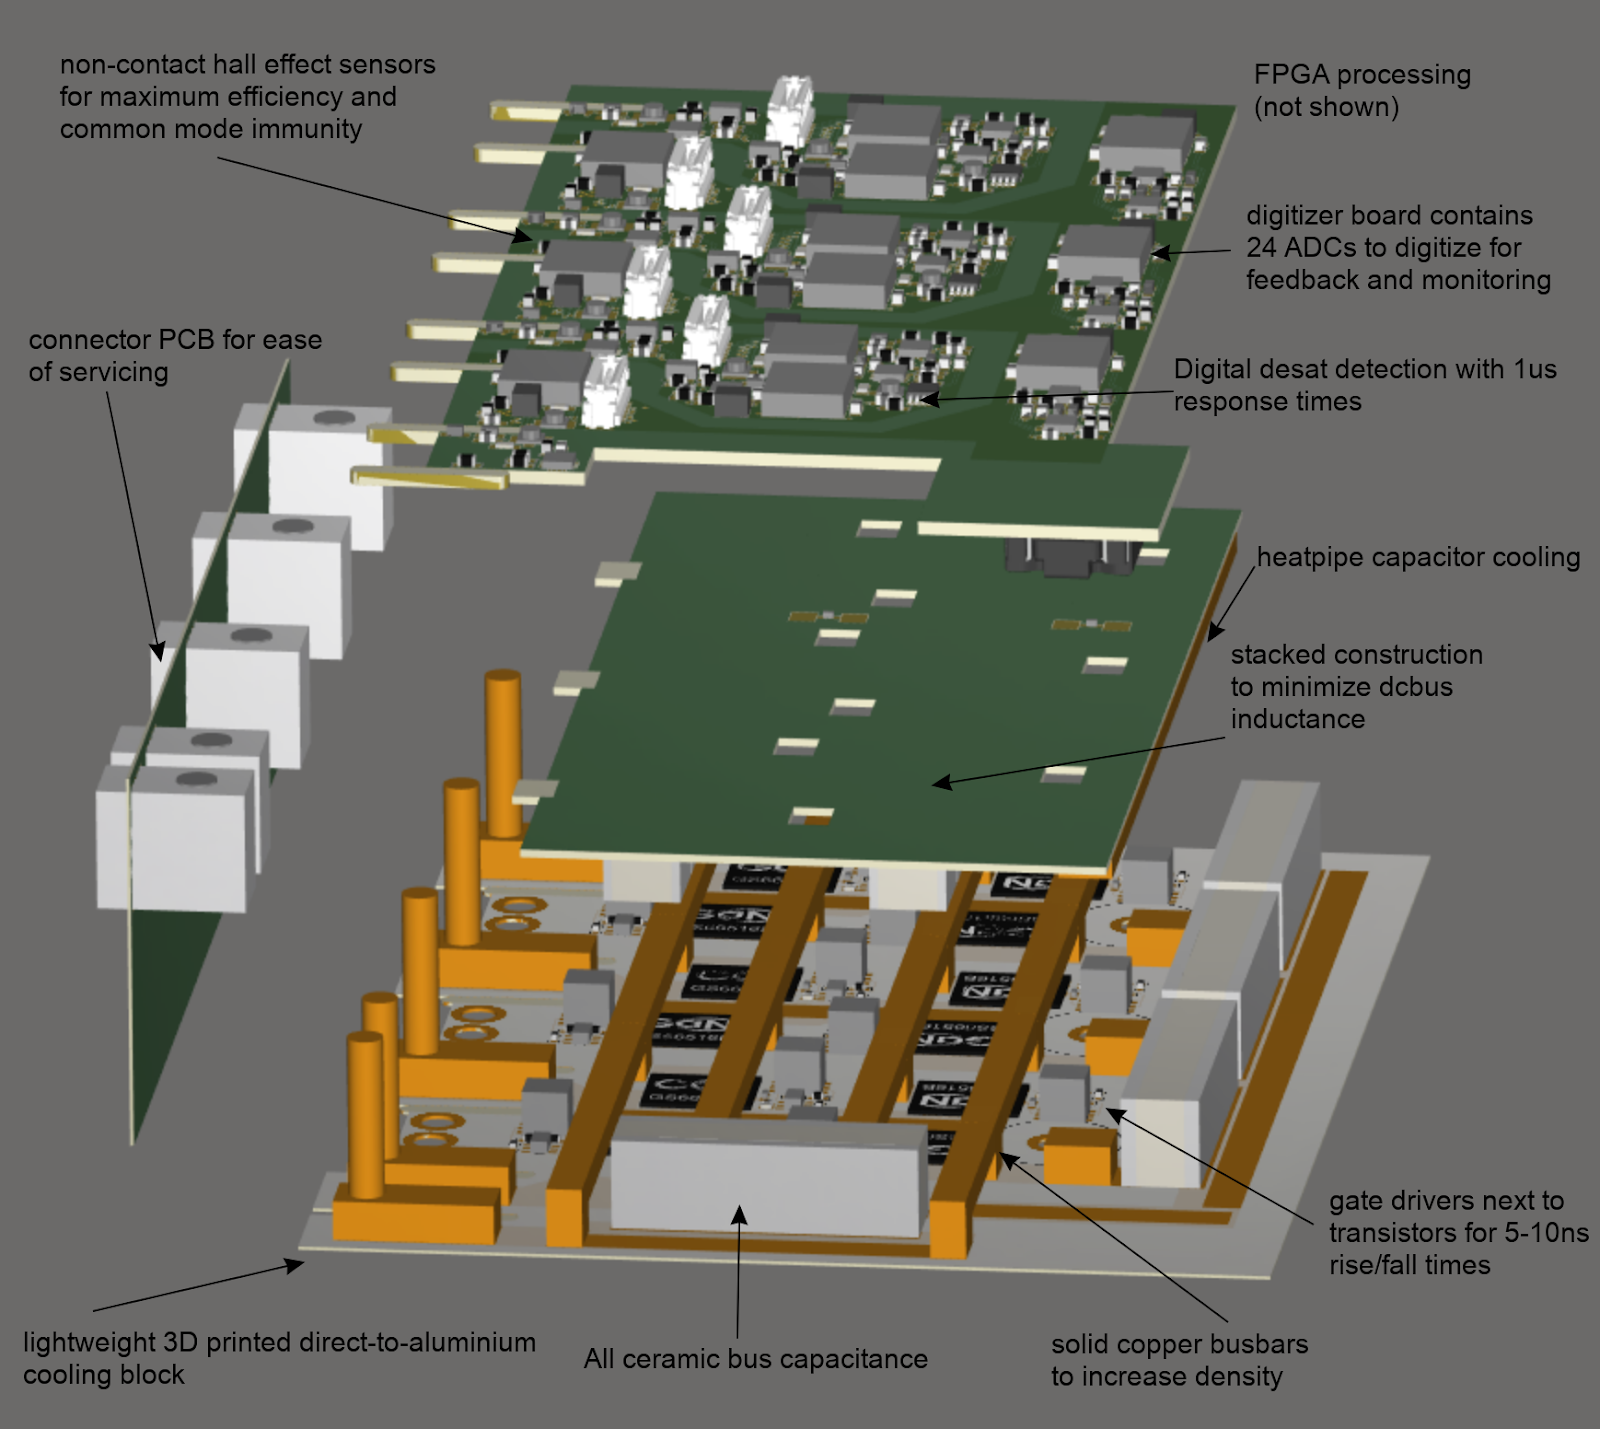 non-contact hall effect sensors
for maximum efficiency and
common mode immunity
FPGA processing
(not shown)
digitizer board contains
24 ADCs to digitize for
feedback and monitoring
connector PCB for ease
of servicing
Digital desat detection with 1us
response times
heatpipe capacitor cooling
stacked construction
to minimize dcbus
inductance
gate drivers next to
transistors for 5-10ns
rise/fall times
lightweight 3D printed direct-to-aluminium
cooling block
All ceramic bus capacitance
solid copper busbars
to increase density